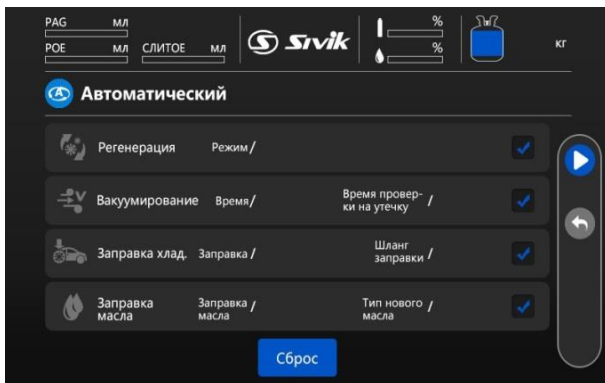 PAG мл
POE мл СЛИТОЕ мл
Sivik
%
%
кг
Автоматический
Регенерация Режим/
Вакуумирование Время/ Время провер-
ки на утечку /
Заправка хлад. Заправка / Шланг
заправки /
Заправка
масла Заправка
масла / Тип нового
масла /
Сброс